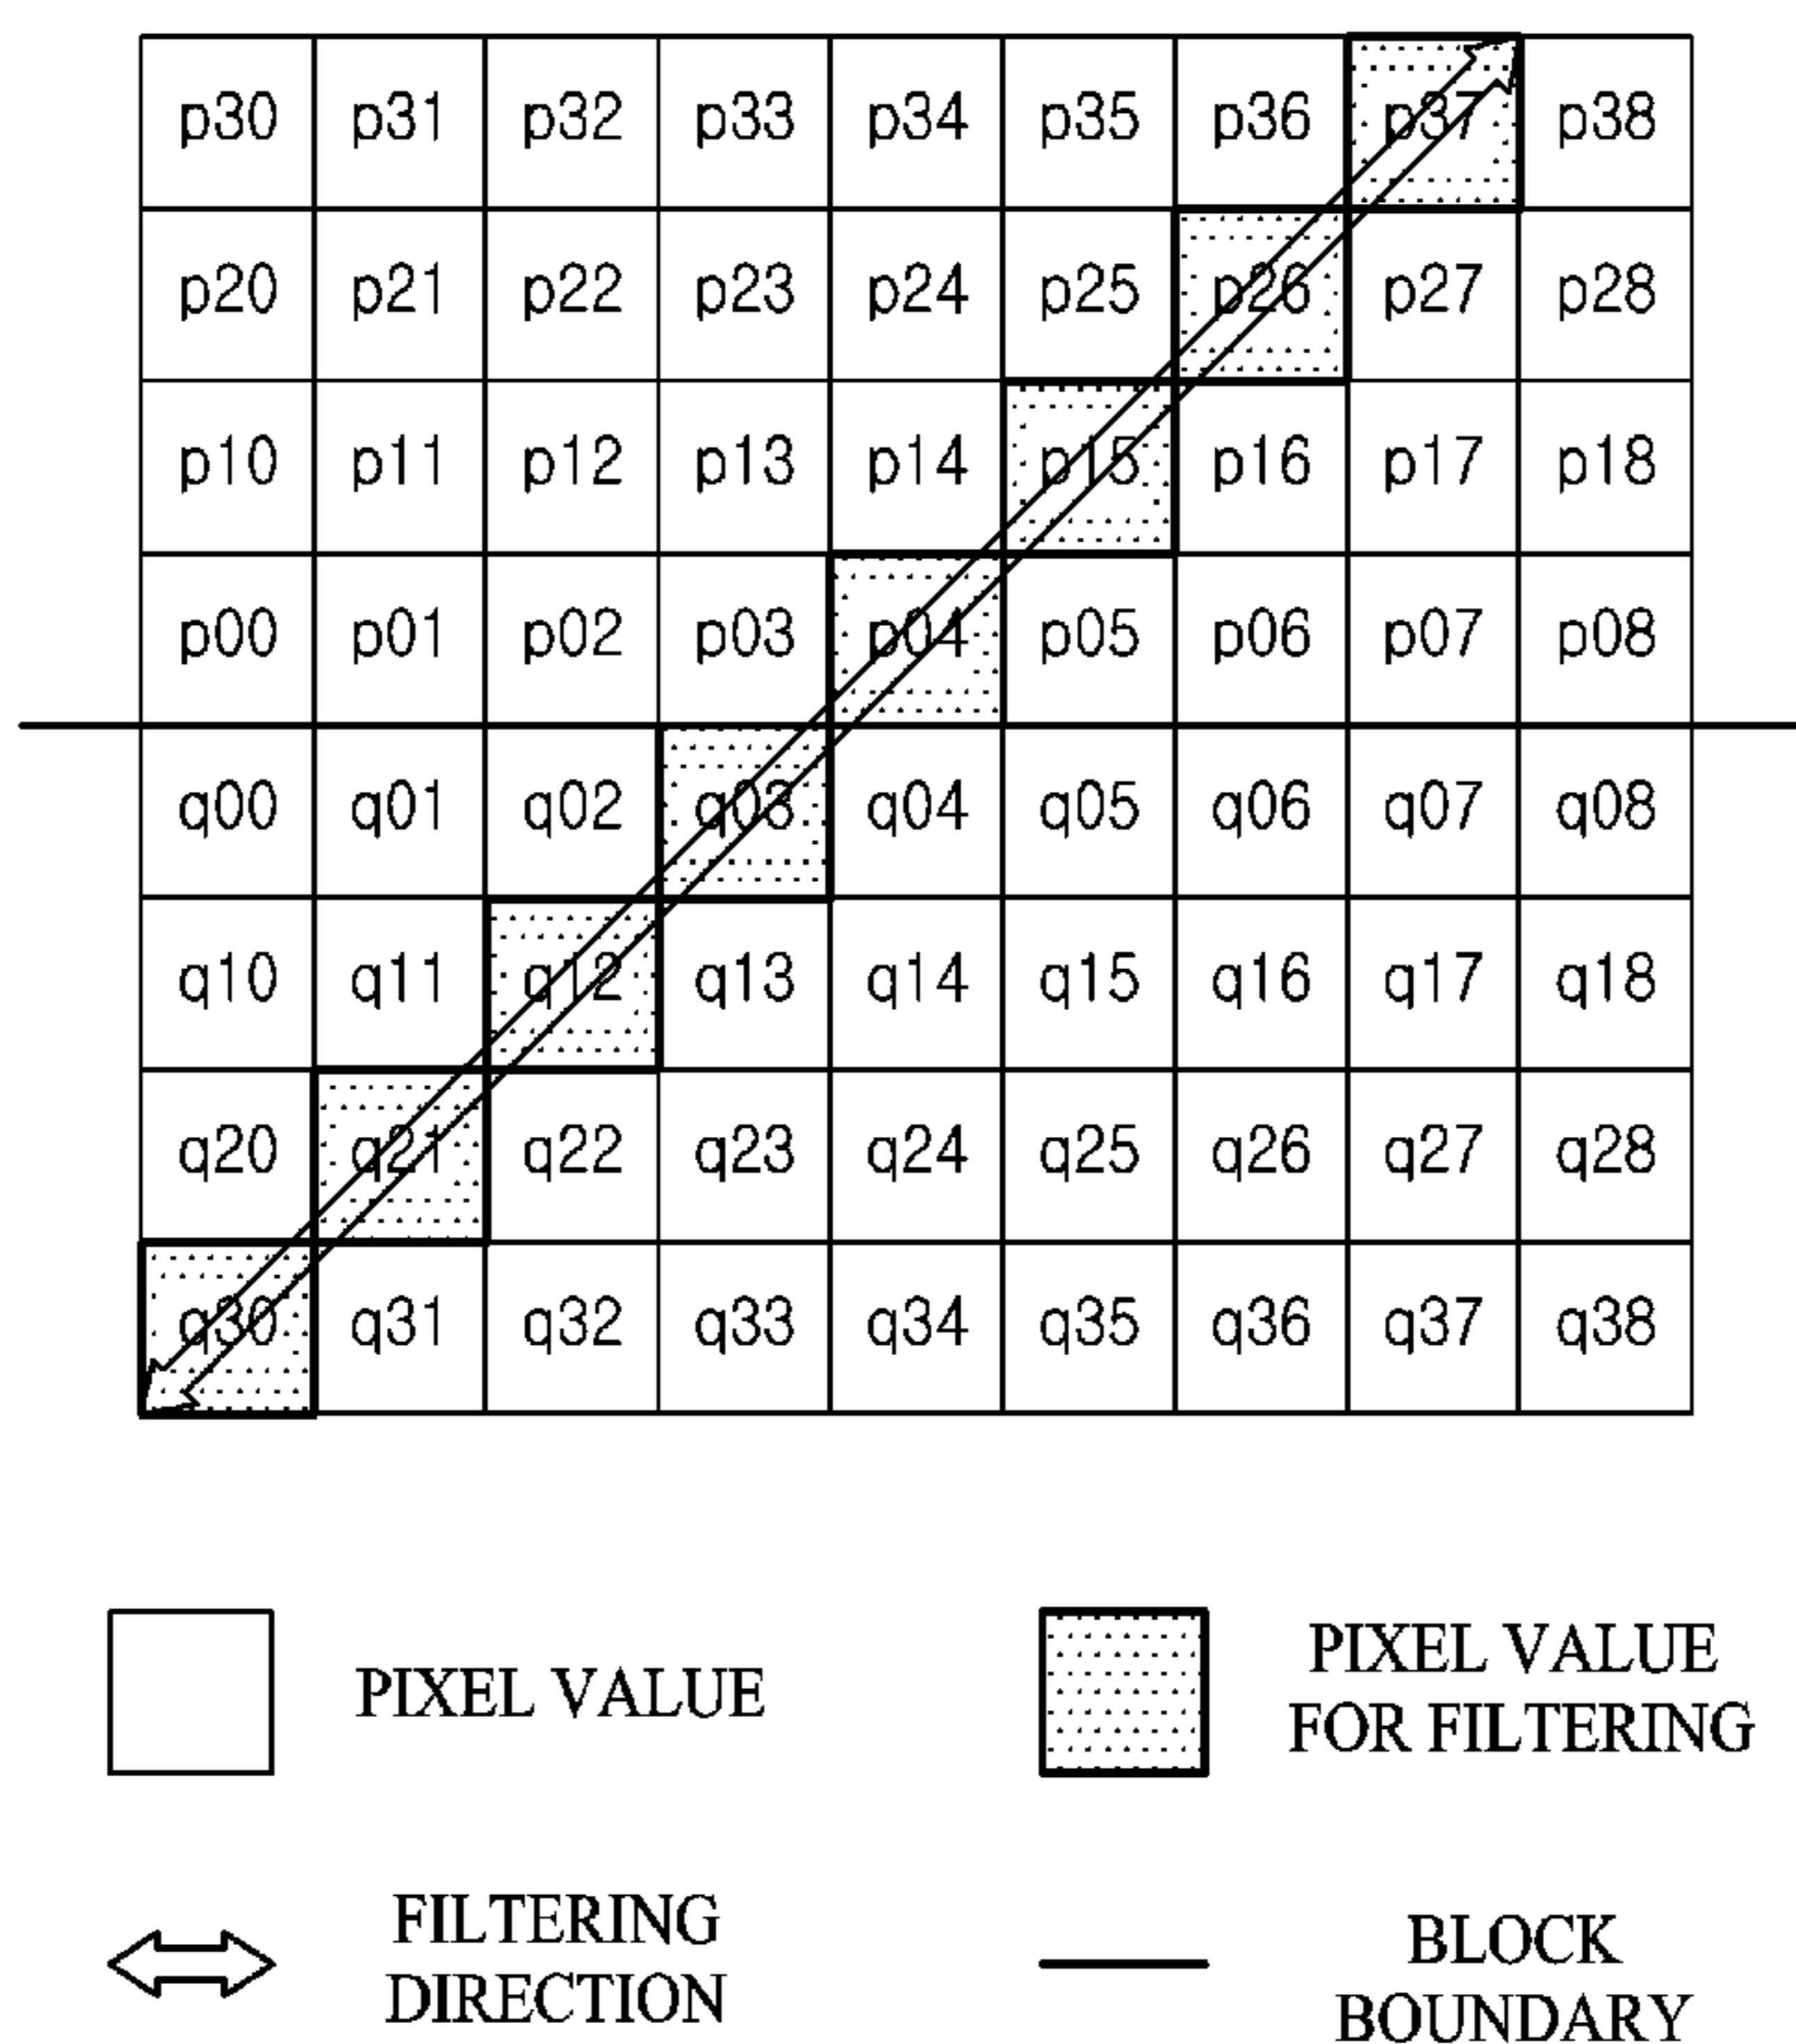 p30 p31 p32 p33 p34 p35 p36 p37 p38
p20 p21 p22 p23 p24 p25 p26 p27 p28
p10 p11 p12 p13 p14 p15 p16 p17 p18
p00 p01 p02 p03 p04 p05 p06 p07 p08
q00 q01 q02 q03 q04 q05 q06 q07 q08
q10 q11 q12 q13 q14 q15 q16 q17 q18
q20 q21 q22 q23 q24 q25 q26 q27 q28
q30 q31 q32 q33 q34 q35 q36 q37 q38
PIXEL VALUE
PIXEL VALUE
FOR FILTERING
FILTERING
DIRECTION
BLOCK
BOUNDARY